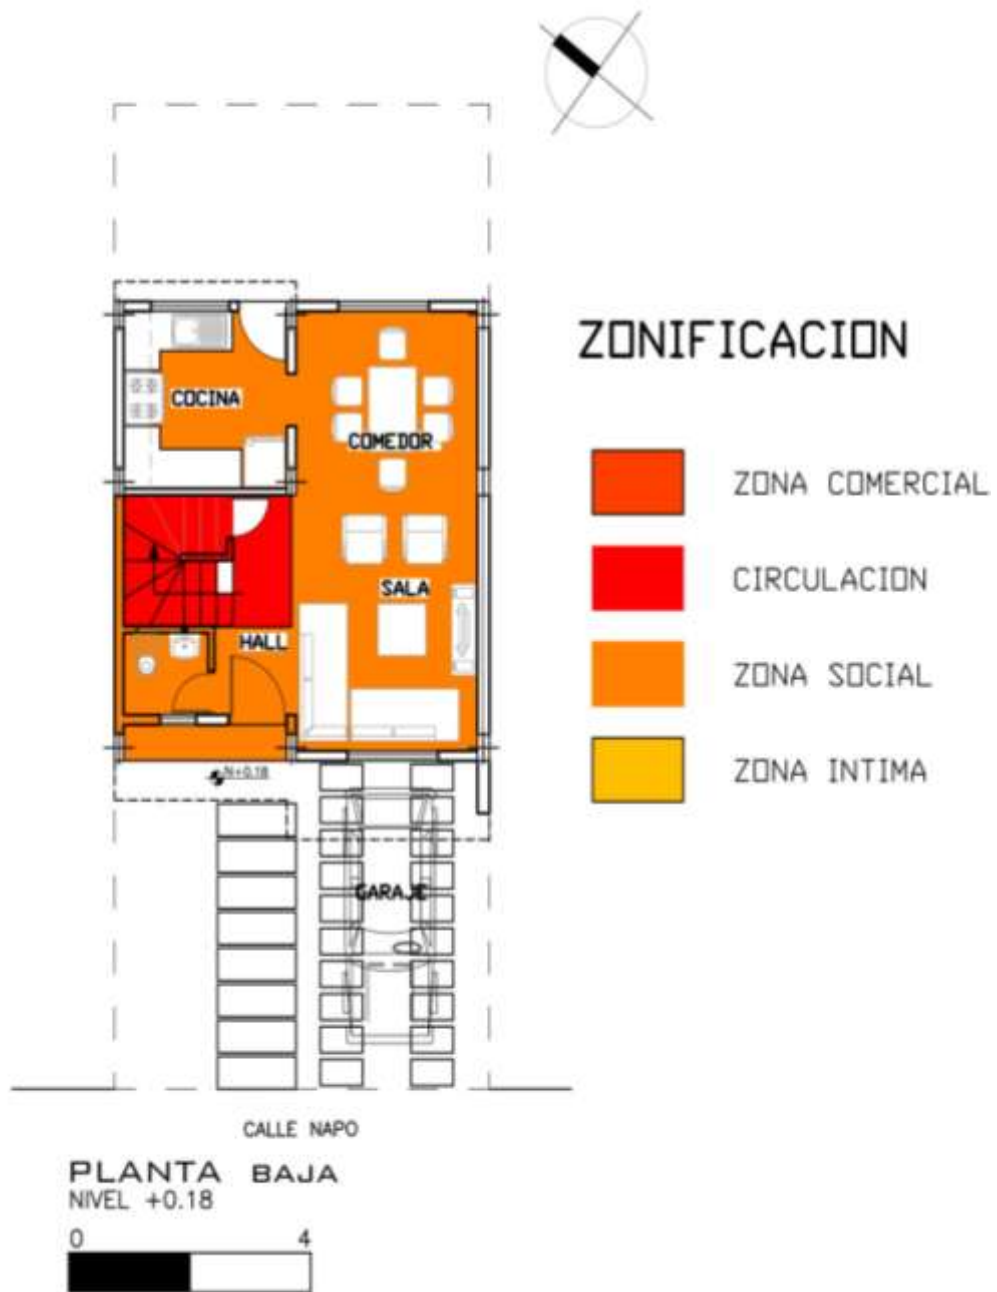 ZONIFICACION
COCINA
COMEDOR
ZONA COMERCIAL
CIRCULACION
SALA
HALL
ZONA SOCIAL
N+0.18
ZONA INTIMA
GARAJE
CALLE NAPO
PLANTA BAJA
NIVEL +0.18
0 4